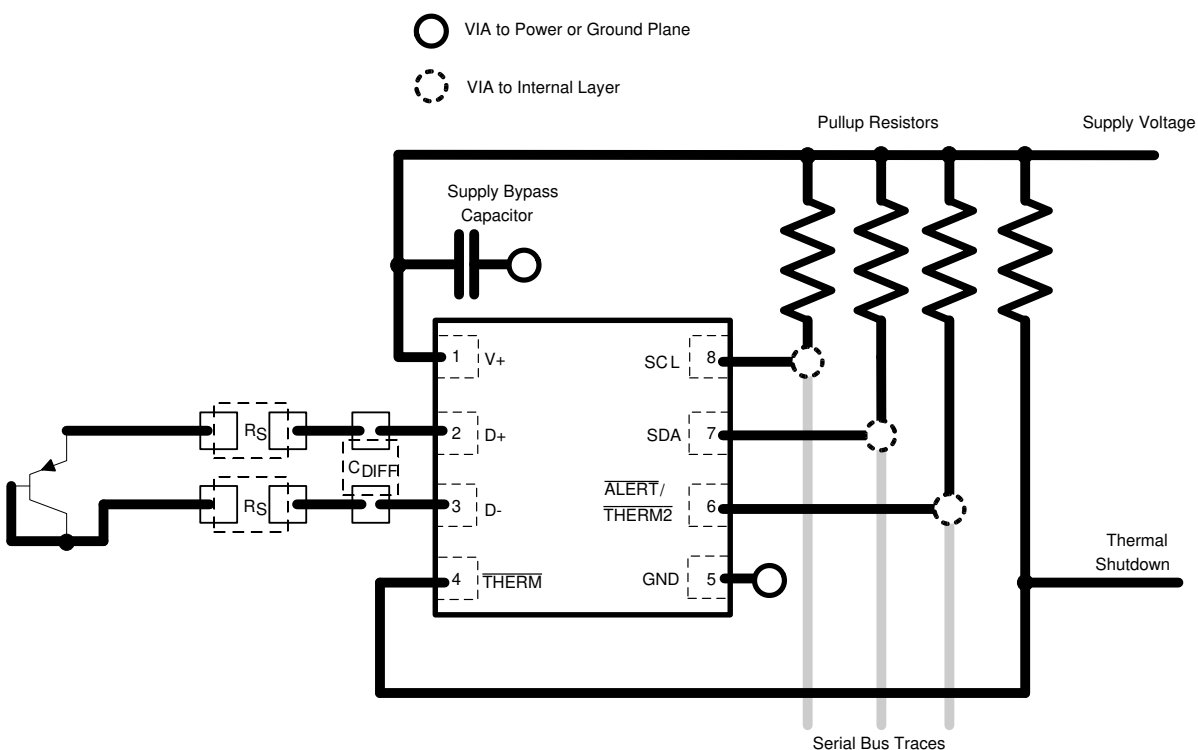 VIA to Power or Ground Plane
VIA to Internal Layer
Pullup Resistors
Supply Voltage
Supply Bypass
Capacitor
1
V+
SCL
8
RS
2
D+
SDA
7
CDIFF
RS
3
D-
ALERT/
THERM2
6
4
THERM
GND
5
Thermal
Shutdown
Serial Bus Traces